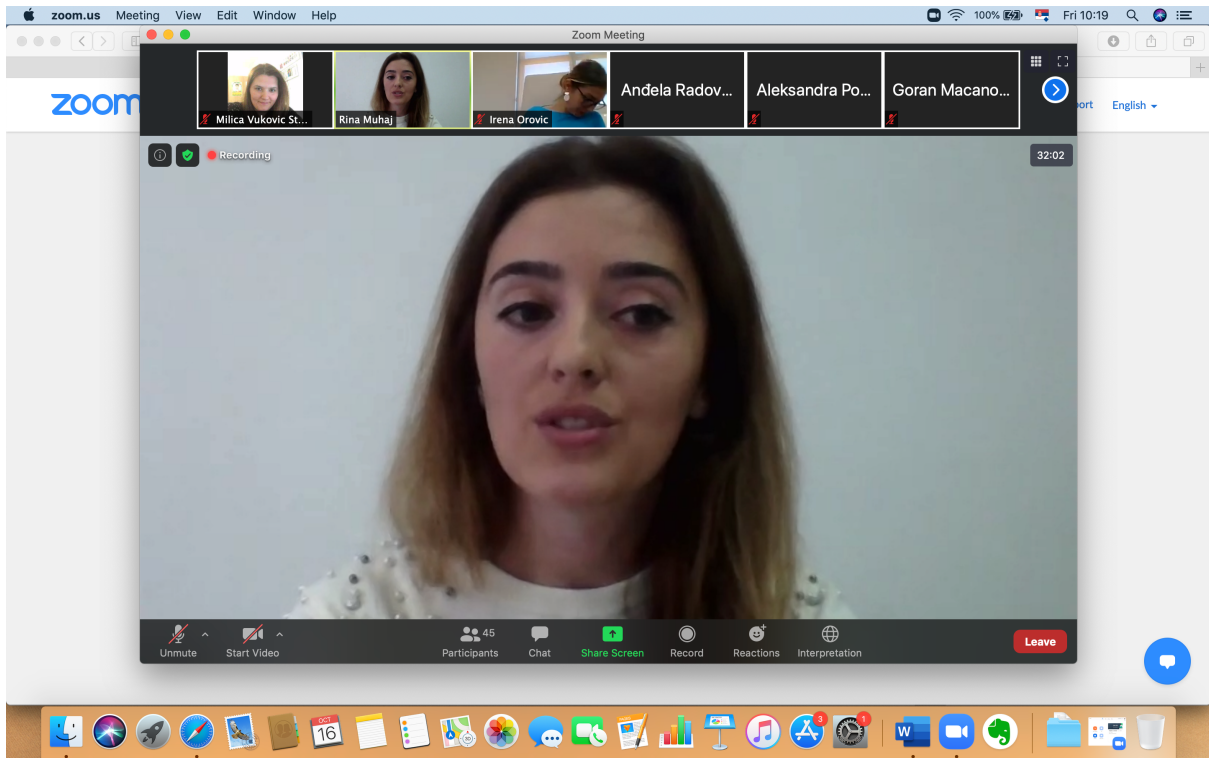 zoom.us Meeting View Edit Window Help 100% Fri 10:19
Zoom Meeting
zoom
ort English
Milica Vukovic St...
Rina Muhaj
Irena Orovic
Anđela Radov...
Aleksandra Po...
Goran Macano...
Recording
32:02
Unmute
Start Video
45
Participants
Chat
Share Screen
Record
Reactions
Interpretation
Leave
OCT
16
3
1
W